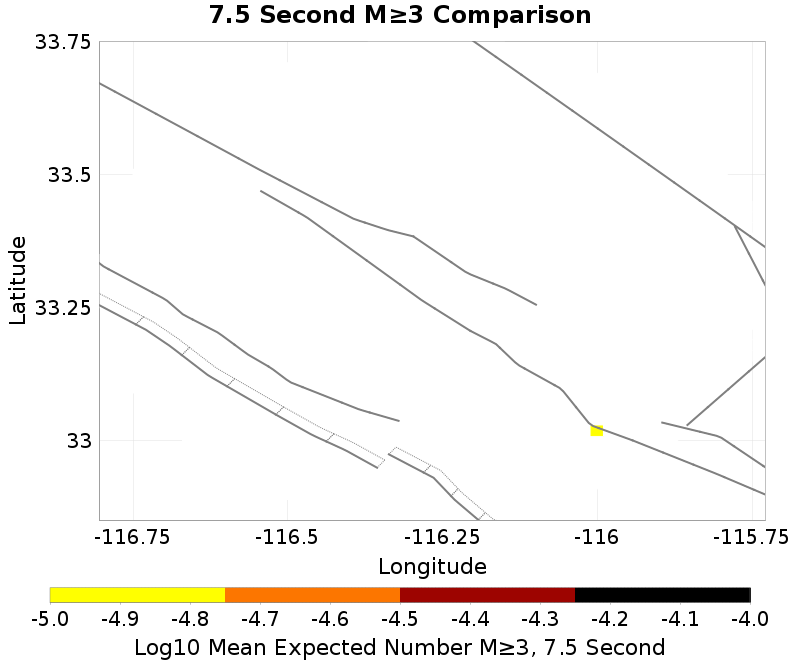 7.5 Second M≥3 Comparison
33.75
33.5
33.25
33
Latitude
-116.75
-116.5
-116.25
-116
-115.75
Longitude
-5.0 -4.9 -4.8 -4.7 -4.6 -4.5 -4.4 -4.3 -4.2 -4.1 -4.0
Log10 Mean Expected Number M≥3, 7.5 Second